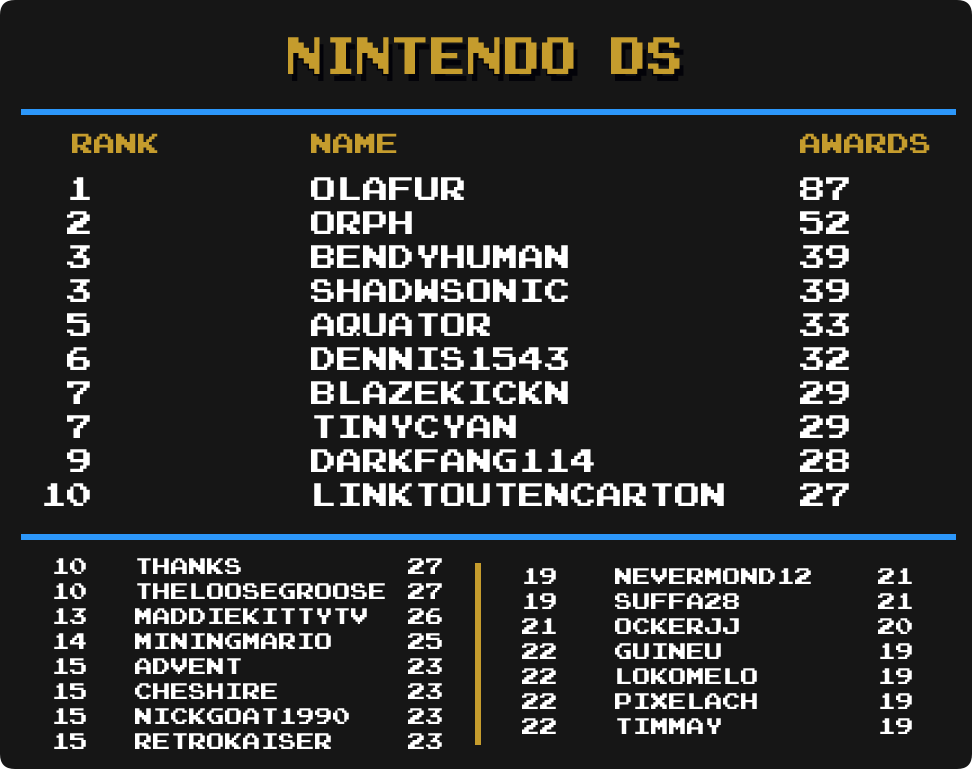 NINTENDO DS
RANK NAME AWARDS
1 OLAFUR 87
2 ORPH 52
3 BENDYHUMAN 39
3 SHADWSONIC 39
5 AQUATOR 33
6 DENNIS1543 32
7 BLAZEKICKN 29
7 TINYCYAN 29
9 DARKFANG114 28
10 LINKTOUTENCARTON 27
10 THANKS 27
10 THELOOSEGROOSE 27
13 MADDIEKITTYTV 26
14 MININGMARIO 25
15 ADVENT 23
15 CHESHIRE 23
15 NICKGOAT1990 23
15 RETROKAISER 23
19 NEVERMOND12 21
19 SUFFA28 21
21 OCKERJJ 20
22 GUINEU 19
22 LOKOMELO 19
22 PIXELACH 19
22 TIMMAY 19